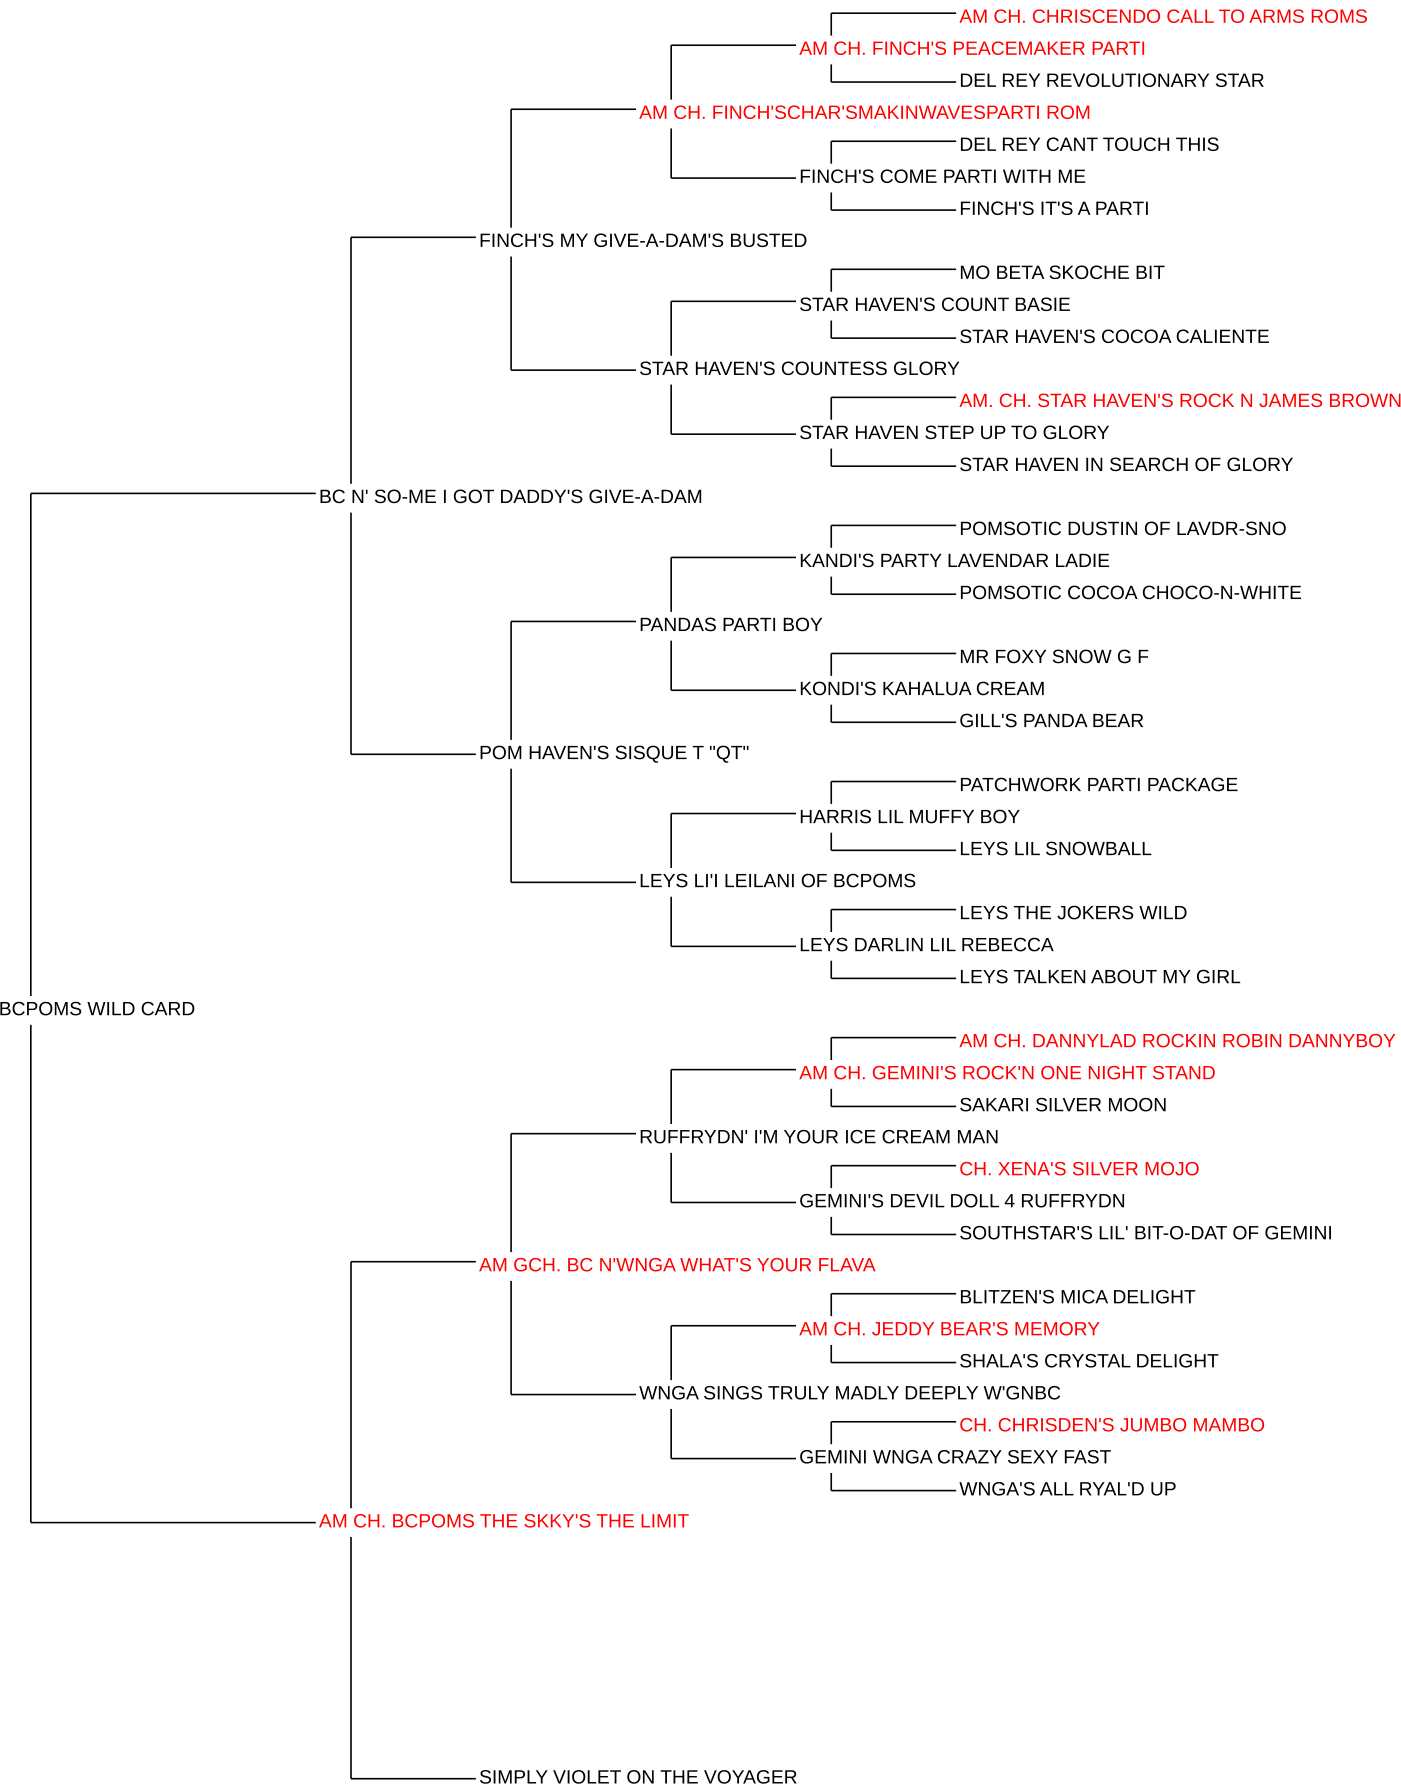 AM CH. CHRISCENDO CALL TO ARMS ROMS
AM CH. FINCH'S PEACEMAKER PARTI
DEL REY REVOLUTIONARY STAR
AM CH. FINCH'SCHAR'SMAKINWAVESPARTI ROM
DEL REY CANT TOUCH THIS
FINCH'S COME PARTI WITH ME
FINCH'S IT'S A PARTI
FINCH'S MY GIVE-A-DAM'S BUSTED
MO BETA SKOCHE BIT
STAR HAVEN'S COUNT BASIE
STAR HAVEN'S COCOA CALIENTE
STAR HAVEN'S COUNTESS GLORY
AM. CH. STAR HAVEN'S ROCK N JAMES BROWN
STAR HAVEN STEP UP TO GLORY
STAR HAVEN IN SEARCH OF GLORY
BC N' SO-ME I GOT DADDY'S GIVE-A-DAM
POMSOTIC DUSTIN OF LAVDR-SNO
KANDI'S PARTY LAVENDAR LADIE
POMSOTIC COCOA CHOCO-N-WHITE
PANDAS PARTI BOY
MR FOXY SNOW G F
KONDI'S KAHALUA CREAM
GILL'S PANDA BEAR
POM HAVEN'S SISQUE T "QT"
PATCHWORK PARTI PACKAGE
HARRIS LIL MUFFY BOY
LEYS LIL SNOWBALL
LEYS LI'I LEILANI OF BCPOMS
LEYS THE JOKERS WILD
LEYS DARLIN LIL REBECCA
LEYS TALKEN ABOUT MY GIRL
BCPOMS WILD CARD
AM CH. DANNYLAD ROCKIN ROBIN DANNYBOY
AM CH. GEMINI'S ROCK'N ONE NIGHT STAND
SAKARI SILVER MOON
RUFFRYDN' I'M YOUR ICE CREAM MAN
CH. XENA'S SILVER MOJO
GEMINI'S DEVIL DOLL 4 RUFFRYDN
SOUTHSTAR'S LIL' BIT-O-DAT OF GEMINI
AM GCH. BC N'WNGA WHAT'S YOUR FLAVA
BLITZEN'S MICA DELIGHT
AM CH. JEDDY BEAR'S MEMORY
SHALA'S CRYSTAL DELIGHT
WNGA SINGS TRULY MADLY DEEPLY W'GNBC
CH. CHRISDEN'S JUMBO MAMBO
GEMINI WNGA CRAZY SEXY FAST
WNGA'S ALL RYAL'D UP
AM CH. BCPOMS THE SKKY'S THE LIMIT
SIMPLY VIOLET ON THE VOYAGER